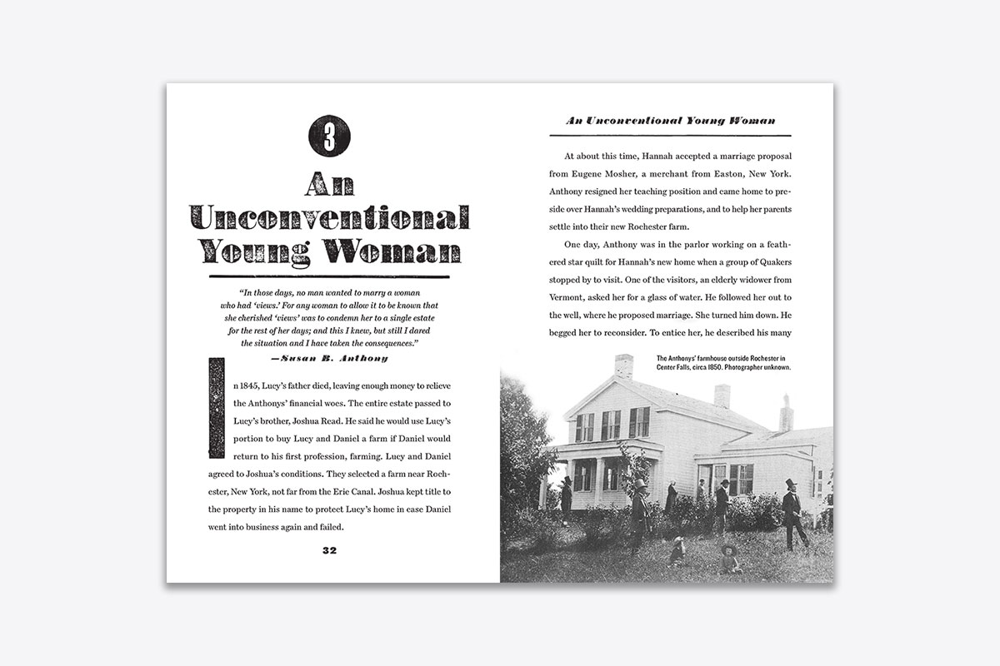 3
An
Unconventional
Young Woman
“In those days, no man wanted to marry a woman
who had ‘views.’ For any woman to allow it to be known that
she cherished ‘views’ was to condemn her to a single estate
for the rest of her days; and this I knew, but still I dared
the situation and I have taken the consequences.”
—Susan B. Anthony
In 1845, Lucy’s father died, leaving enough money to relieve
the Anthonys’ financial woes. The entire estate passed to
Lucy’s brother, Joshua Read. He said he would use Lucy’s
portion to buy Lucy and Daniel a farm if Daniel would
return to his first profession, farming. Lucy and Daniel
agreed to Joshua’s conditions. They selected a farm near Roch-
ester, New York, not far from the Erie Canal. Joshua kept title to
the property in his name to protect Lucy’s home in case Daniel
went into business again and failed.
32
An Unconventional Young Woman
At about this time, Hannah accepted a marriage proposal
from Eugene Mosher, a merchant from Easton, New York.
Anthony resigned her teaching position and came home to pre-
side over Hannah’s wedding preparations, and to help her parents
settle into their new Rochester farm.
One day, Anthony was in the parlor working on a feath-
ered star quilt for Hannah’s new home when a group of Quakers
stopped by to visit. One of the visitors, an elderly widower from
Vermont, asked her for a glass of water. He followed her out to
the well, where he proposed marriage. She turned him down. He
begged her to reconsider. To entice her, he described his many
The Anthonys’ farmhouse outside Rochester in
Center Falls, circa 1850. Photographer unknown.